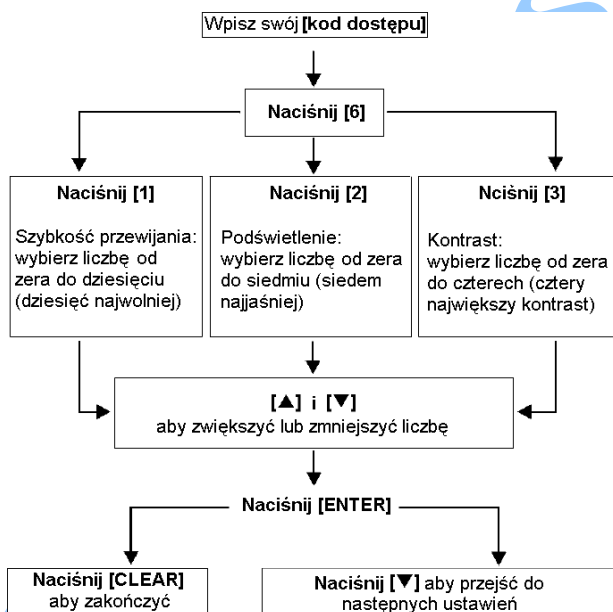 Wpisz swój [kod dostępu]
Naciśnij [6]
Naciśnij [1]
Szybkość przewijania:
wybierz liczbę od
zera do dziesięciu
(dziesięć najwolniej)
Naciśnij [2]
Podświetlenie:
wybierz liczbę od zera
do siedmiu (siedem
najjaśniej)
Nciśnij [3]
Kontrast:
wybierz liczbę od zera
do czterech (cztery
największy kontrast)
[▲] i [▼]
aby zwiększyć lub zmniejszyć liczbę
Naciśnij [ENTER]
Naciśnij [CLEAR]
aby zakończyć
Naciśnij [▼] aby przejść do
następnych ustawień